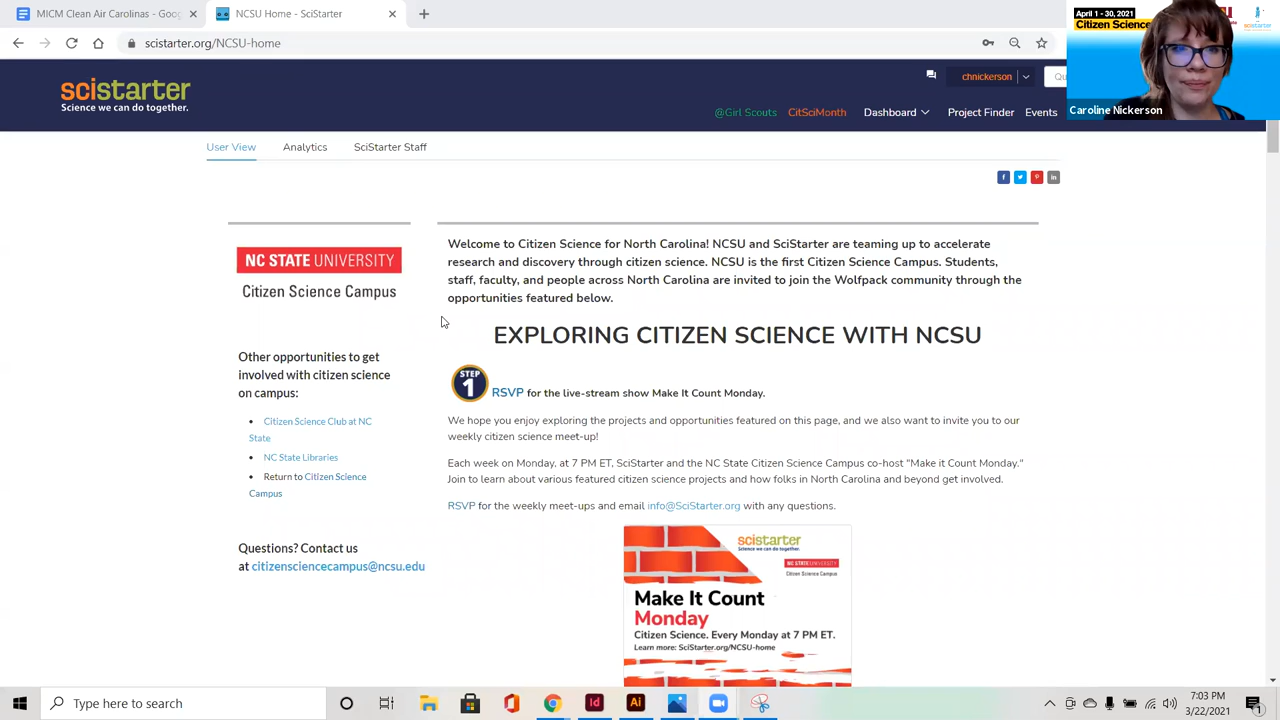 MICM Clean Air Carolinas - Goog
NCSU Home - SciStarter
scistarter.org/NCSU-home
April 1 - 30, 2021
Citizen Science
scistarter
Caroline Nickerson
scistarter
Science we can do together.
chnickerson
Qu
@Girl Scouts
CitSciMonth
Dashboard
Project Finder
Events
User View
Analytics
SciStarter Staff
NC STATE UNIVERSITY
Citizen Science Campus
Other opportunities to get
involved with citizen science
on campus:
Citizen Science Club at NC
State
NC State Libraries
Return to Citizen Science
Campus
Questions? Contact us
at citizensciencecampus@ncsu.edu
Welcome to Citizen Science for North Carolina! NCSU and SciStarter are teaming up to accelerate
research and discovery through citizen science. NCSU is the first Citizen Science Campus. Students,
staff, faculty, and people across North Carolina are invited to join the Wolfpack community through the
opportunities featured below.
EXPLORING CITIZEN SCIENCE WITH NCSU
STEP
1
RSVP for the live-stream show Make It Count Monday.
We hope you enjoy exploring the projects and opportunities featured on this page, and we also want to invite you to our
weekly citizen science meet-up!
Each week on Monday, at 7 PM ET, SciStarter and the NC State Citizen Science Campus co-host "Make it Count Monday."
Join to learn about various featured citizen science projects and how folks in North Carolina and beyond get involved.
RSVP for the weekly meet-ups and email info@SciStarter.org with any questions.
scistarter
Science we can do together.
NC STATE UNIVERSITY
Citizen Science Campus
Make It Count
Monday
Citizen Science. Every Monday at 7 PM ET.
Learn more: SciStarter.org/NCSU-home
Type here to search
7:03 PM
3/22/2021